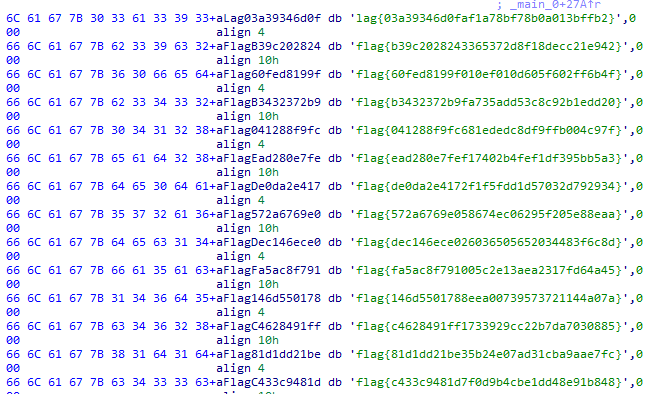 ; _main_0+27A↑r
6C 61 67 7B 30 33 61 33 39 33+aLag03a39346d0f db 'lag{03a39346d0faf1a78bf78b0a013bffb2}',0
00 align 4
66 6C 61 67 7B 62 33 39 63 32+aFlagB39c202824 db 'flag{b39c2028243365372d8f18decc21e942}',0
00 align 10h
66 6C 61 67 7B 36 30 66 65 64+aFlag60fed8199f db 'flag{60fed8199f010ef010d605f602ff6b4f}',0
00 align 4
66 6C 61 67 7B 62 33 34 33 32+aFlagB3432372b9 db 'flag{b3432372b9fa735add53c8c92b1edd20}',0
00 align 10h
66 6C 61 67 7B 30 34 31 32 38+aFlag041288f9fc db 'flag{041288f9fc681ededc8df9ffb004c97f}',0
00 align 4
66 6C 61 67 7B 65 61 64 32 38+aFlagEad280e7fe db 'flag{ead280e7fef17402b4fef1df395bb5a3}',0
00 align 10h
66 6C 61 67 7B 64 65 30 64 61+aFlagDe0da2e417 db 'flag{de0da2e4172f1f5fdd1d57032d792934}',0
00 align 4
66 6C 61 67 7B 35 37 32 61 36+aFlag572a6769e0 db 'flag{572a6769e058674ec06295f205e88eaa}',0
00 align 10h
66 6C 61 67 7B 64 65 63 31 34+aFlagDec146ece0 db 'flag{dec146ece026036505652034483f6c8d}',0
00 align 4
66 6C 61 67 7B 66 61 35 61 63+aFlagFa5ac8f791 db 'flag{fa5ac8f791005c2e13aea2317fd64a45}',0
00 align 10h
66 6C 61 67 7B 31 34 36 64 35+aFlag146d550178 db 'flag{146d5501788eea00739573721144a07a}',0
00 align 4
66 6C 61 67 7B 63 34 36 32 38+aFlagC4628491ff db 'flag{c4628491ff1733929cc22b7da7030885}',0
00 align 10h
66 6C 61 67 7B 38 31 64 31 64+aFlag81d1dd21be db 'flag{81d1dd21be35b24e07ad31cba9aae7fc}',0
00 align 4
66 6C 61 67 7B 63 34 33 33 63+aFlagC433c9481d db 'flag{c433c9481d7f0d9b4cbe1dd48e91b848}',0
00 align 10h